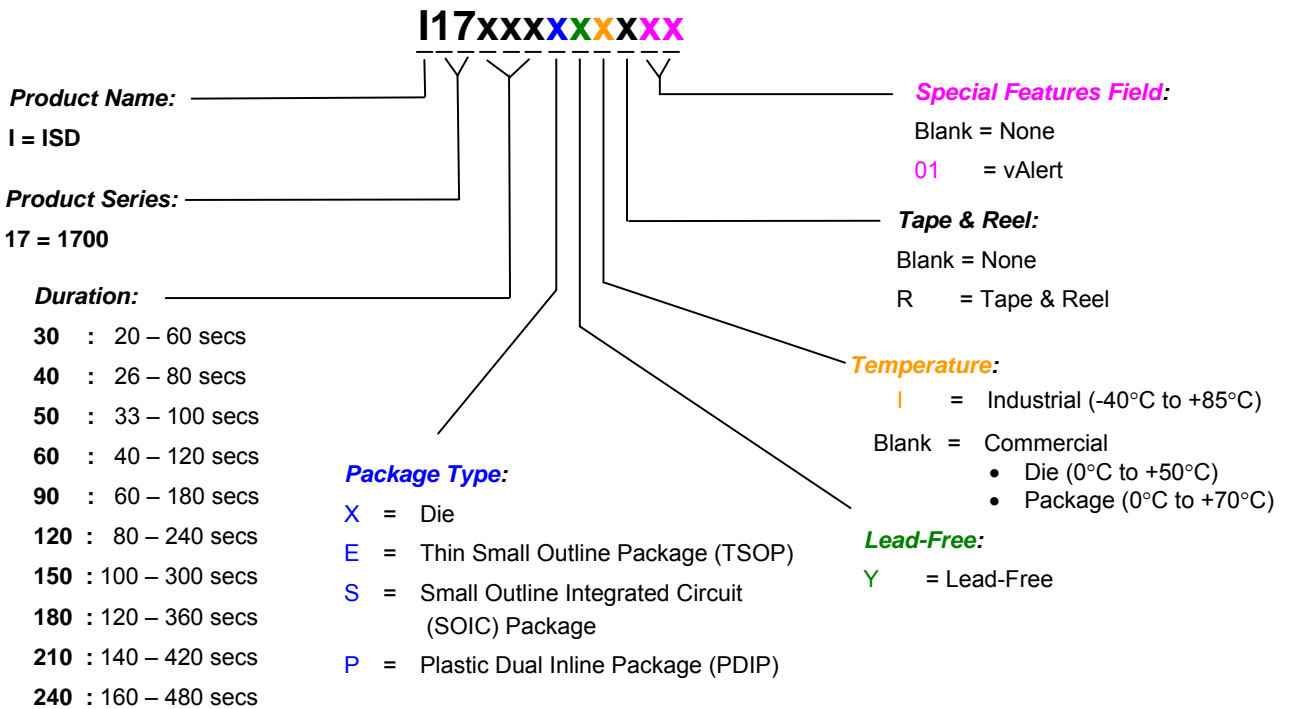 I17xxxxxxxxx
Product Name:
I = ISD
Product Series:
17 = 1700
Duration:
30 : 20 – 60 secs
40 : 26 – 80 secs
50 : 33 – 100 secs
60 : 40 – 120 secs
90 : 60 – 180 secs
120 : 80 – 240 secs
150 : 100 – 300 secs
180 : 120 – 360 secs
210 : 140 – 420 secs
240 : 160 – 480 secs
Package Type:
X = Die
E = Thin Small Outline Package (TSOP)
S = Small Outline Integrated Circuit
(SOIC) Package
P = Plastic Dual Inline Package (PDIP)
Special Features Field:
Blank = None
01 = vAlert
Tape & Reel:
Blank = None
R = Tape & Reel
Temperature:
I = Industrial (-40°C to +85°C)
Blank = Commercial
• Die (0°C to +50°C)
• Package (0°C to +70°C)
Lead-Free:
Y = Lead-Free